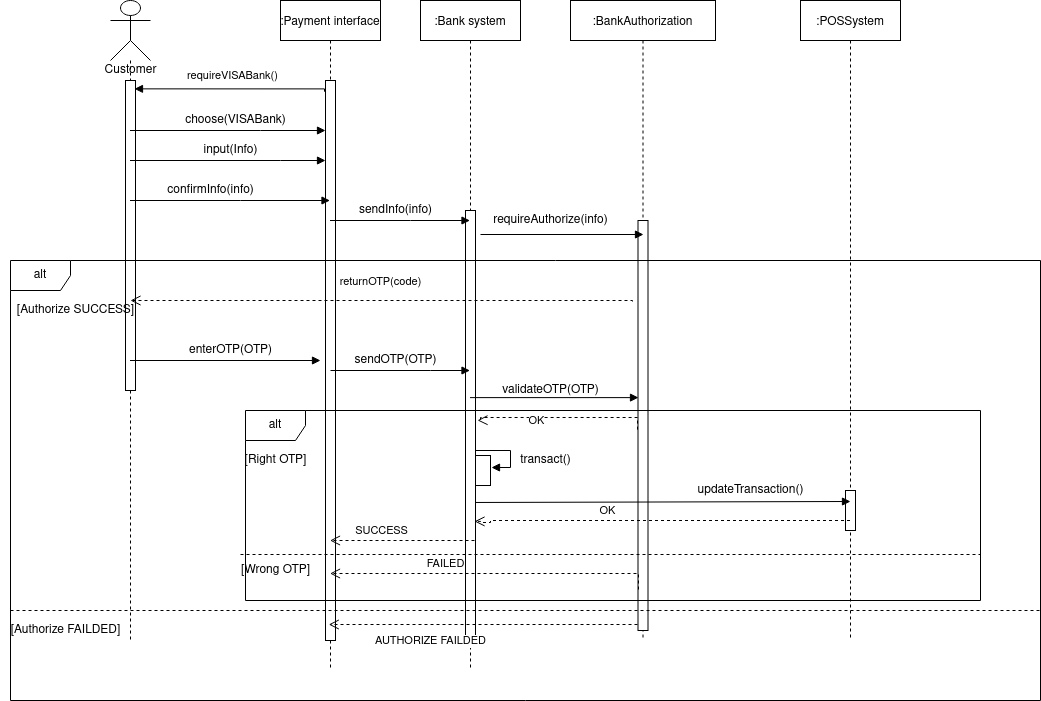 :Payment interface
:Bank system
:BankAuthorization
:POSSystem
Customer
requireVISABank()
choose(VISABank)
input(Info)
confirmInfo(info)
sendInfo(info)
requireAuthorize(info)
alt
returnOTP(code)
[Authorize SUCCESS]
enterOTP(OTP)
sendOTP(OTP)
validateOTP(OTP)
alt
OK
[Right OTP]
transact()
updateTransaction()
OK
SUCCESS
FAILED
[Wrong OTP]
[Authorize FAILDED]
AUTHORIZE FAILDED